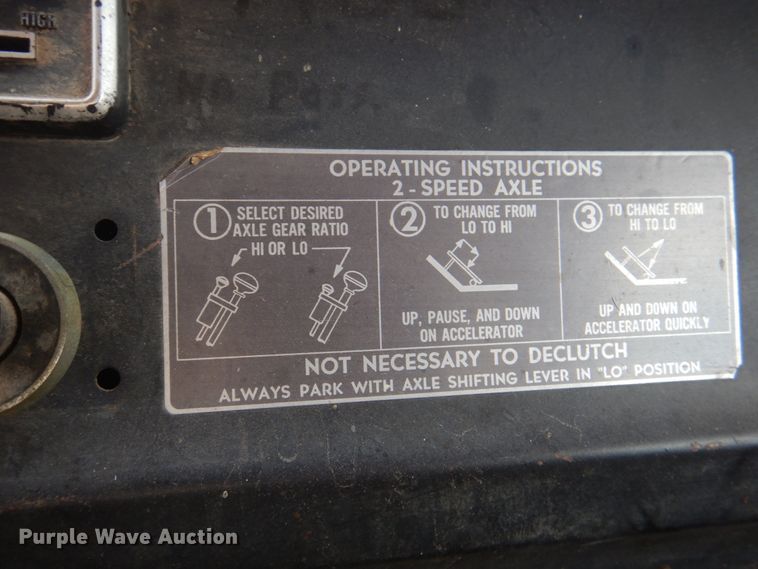 HIGH
No Pass.
OPERATING INSTRUCTIONS
2 - SPEED AXLE
1 SELECT DESIRED
AXLE GEAR RATIO
HI OR LO
2 TO CHANGE FROM
LO TO HI
UP, PAUSE, AND DOWN
ON ACCELERATOR
3 TO CHANGE FROM
HI TO LO
UP AND DOWN ON
ACCELERATOR QUICKLY
NOT NECESSARY TO DECLUTCH
ALWAYS PARK WITH AXLE SHIFTING LEVER IN "LO" POSITION
Purple Wave Auction®